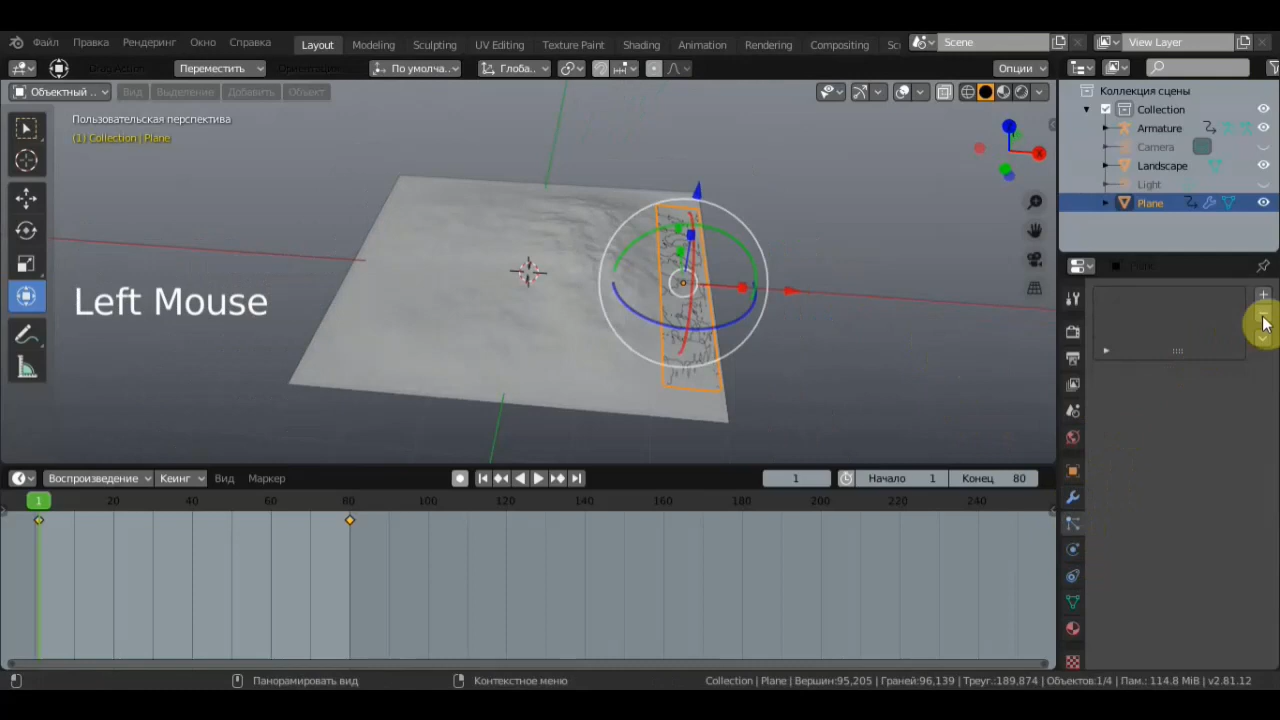 Файл Правка Рендеринг Окно Справка Layout Modeling Sculpting UV Editing Texture Paint Shading Animation Rendering Compositing Sc Scene View Layer
Переместить По умолча... Глоба... Опции
Объектный .. Вид Выделение Добавить Объект
Коллекция сцены
Collection
Armature
Camera
Landscape
Light
Plane
Пользовательская перспектива
(1) Collection | Plane
X
Left Mouse
Воспроизведение Кеинг Вид Маркер 1 Начало 1 Конец 80
1 20 40 60 80 100 120 140 160 180 200 220 240
Панорамировать вид Контекстное меню Collection | Plane | Вершин:95,205 | Граней:96,139 | Треуг.:189,874 | Объектов:1/4 | Пам.: 114.8 MiB | v2.81.12